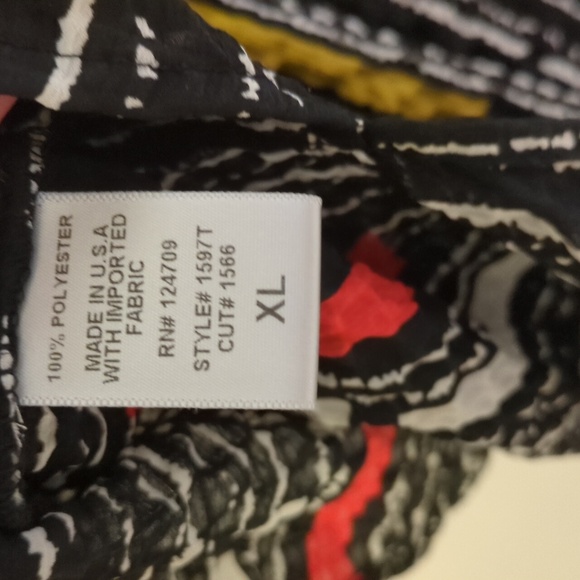 100% POLYESTER
MADE IN U.S.A
WITH IMPORTED
FABRIC
RN# 124709
STYLE# 1597T
CUT# 1566
XL